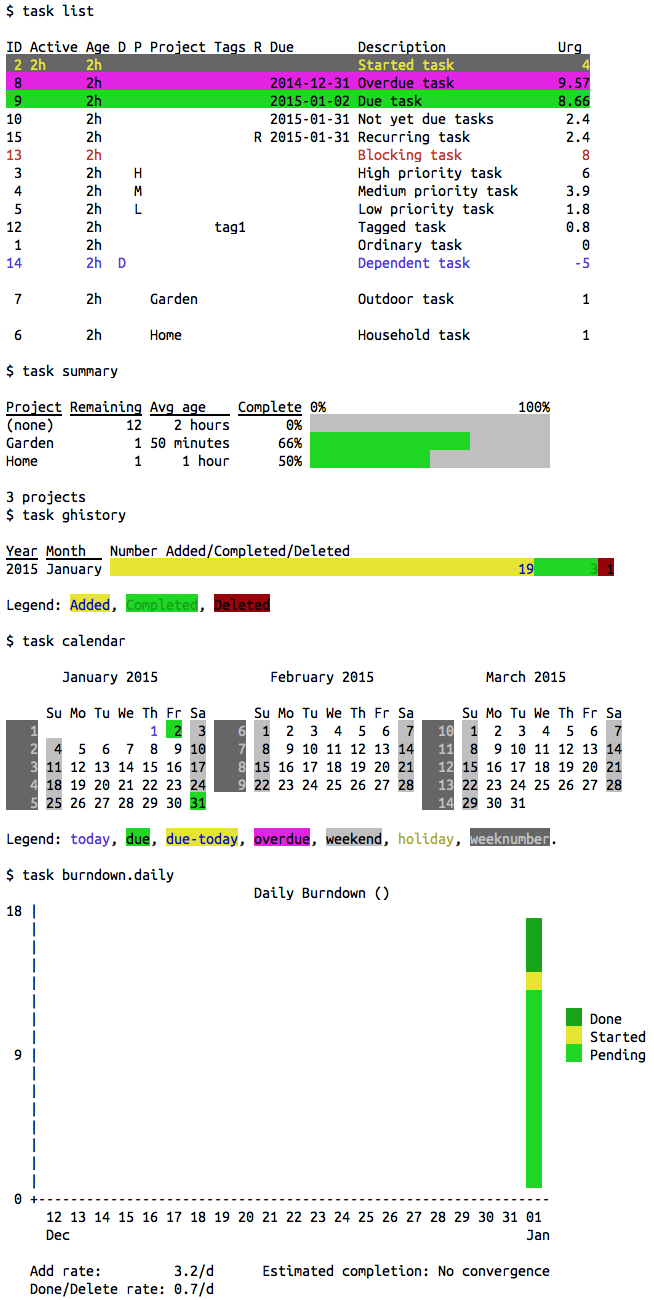 $ task list
ID Active Age D P Project Tags R Due Description Urg
2 2h 2h Started task 4
8 2h 2014-12-31 Overdue task 9.57
9 2h 2015-01-02 Due task 8.66
10 2h 2015-01-31 Not yet due tasks 2.4
15 2h R 2015-01-31 Recurring task 2.4
13 2h Blocking task 8
3 2h H High priority task 6
4 2h M Medium priority task 3.9
5 2h L Low priority task 1.8
12 2h tag1 Tagged task 0.8
1 2h Ordinary task 0
14 2h D Dependent task -5
7 2h Garden Outdoor task 1
6 2h Home Household task 1
$ task summary
Project Remaining Avg age Complete 0% 100%
(none) 12 2 hours 0%
Garden 1 50 minutes 66%
Home 1 1 hour 50%
3 projects
$ task ghistory
Year Month Number Added/Completed/Deleted
2015 January 19 3 1
Legend: Added, Completed, Deleted
$ task calendar
January 2015 February 2015 March 2015
Su Mo Tu We Th Fr Sa Su Mo Tu We Th Fr Sa Su Mo Tu We Th Fr Sa
1 1 2 3 6 1 2 3 4 5 6 7 10 1 2 3 4 5 6 7
2 4 5 6 7 8 9 10 7 8 9 10 11 12 13 14 11 8 9 10 11 12 13 14
3 11 12 13 14 15 16 17 8 15 16 17 18 19 20 21 12 15 16 17 18 19 20 21
4 18 19 20 21 22 23 24 9 22 23 24 25 26 27 28 13 22 23 24 25 26 27 28
5 25 26 27 28 29 30 31 14 29 30 31
Legend: today, due, due-today, overdue, weekend, holiday, weeknumber.
$ task burndown.daily
Daily Burndown ()
18
Done
Started
9 Pending
0
12 13 14 15 16 17 18 19 20 21 22 23 24 25 26 27 28 29 30 31 01
Dec Jan
Add rate: 3.2/d Estimated completion: No convergence
Done/Delete rate: 0.7/d